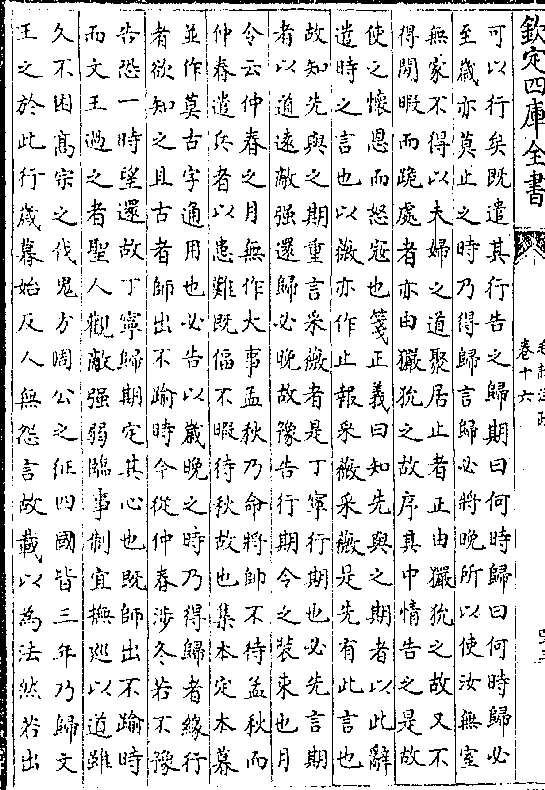 欽定四庫全書
卷十六
可以行矣既遣其行告之歸期曰何時歸曰何時歸必
至歲亦莫止之時乃得歸言歸必將晚所以使汝無室
無家不得以夫婦之道聚居止者正由玁狁之故又不
得閒暇而跪處者亦由玁狁之故序其中情告之是故
使之懷恩而怒寇也箋正義曰知先與之期者以此辭
遣時之言也以薇亦作止報采薇采薇是先有此言也
故知先與之期重言采薇者是丁寧行期也必先言期
者以道遠敵强還歸必晚故豫告行期令之裝束也月
令云仲春之月無作大事孟秋乃命將帥不待孟秋而
仲春遣兵者以患難既偪不暇待秋故也集本定本暮
並作莫古字通用也必告以歲晚之時乃得歸者緣行
者欲知之且古者師出不踰時今從仲春涉冬若不豫
告恐一時望還故丁寧歸期定其心也既師出不踰時
而文王過之者聖人觀敵强弱臨事制宜撫巡以道雖
久不困高宗之伐鬼方周公之征四國皆三年乃歸文
王之於此行歲暮始反人無怨言故載以為法然若出